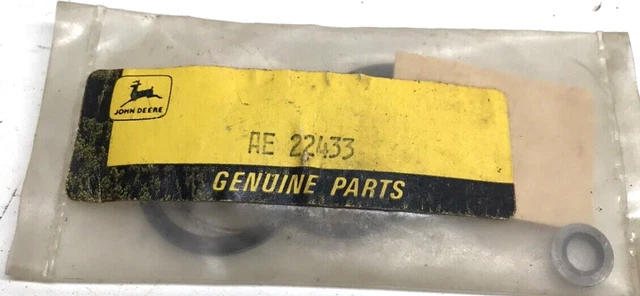 JOHN DEERE
AE 22433
GENUINE PARTS